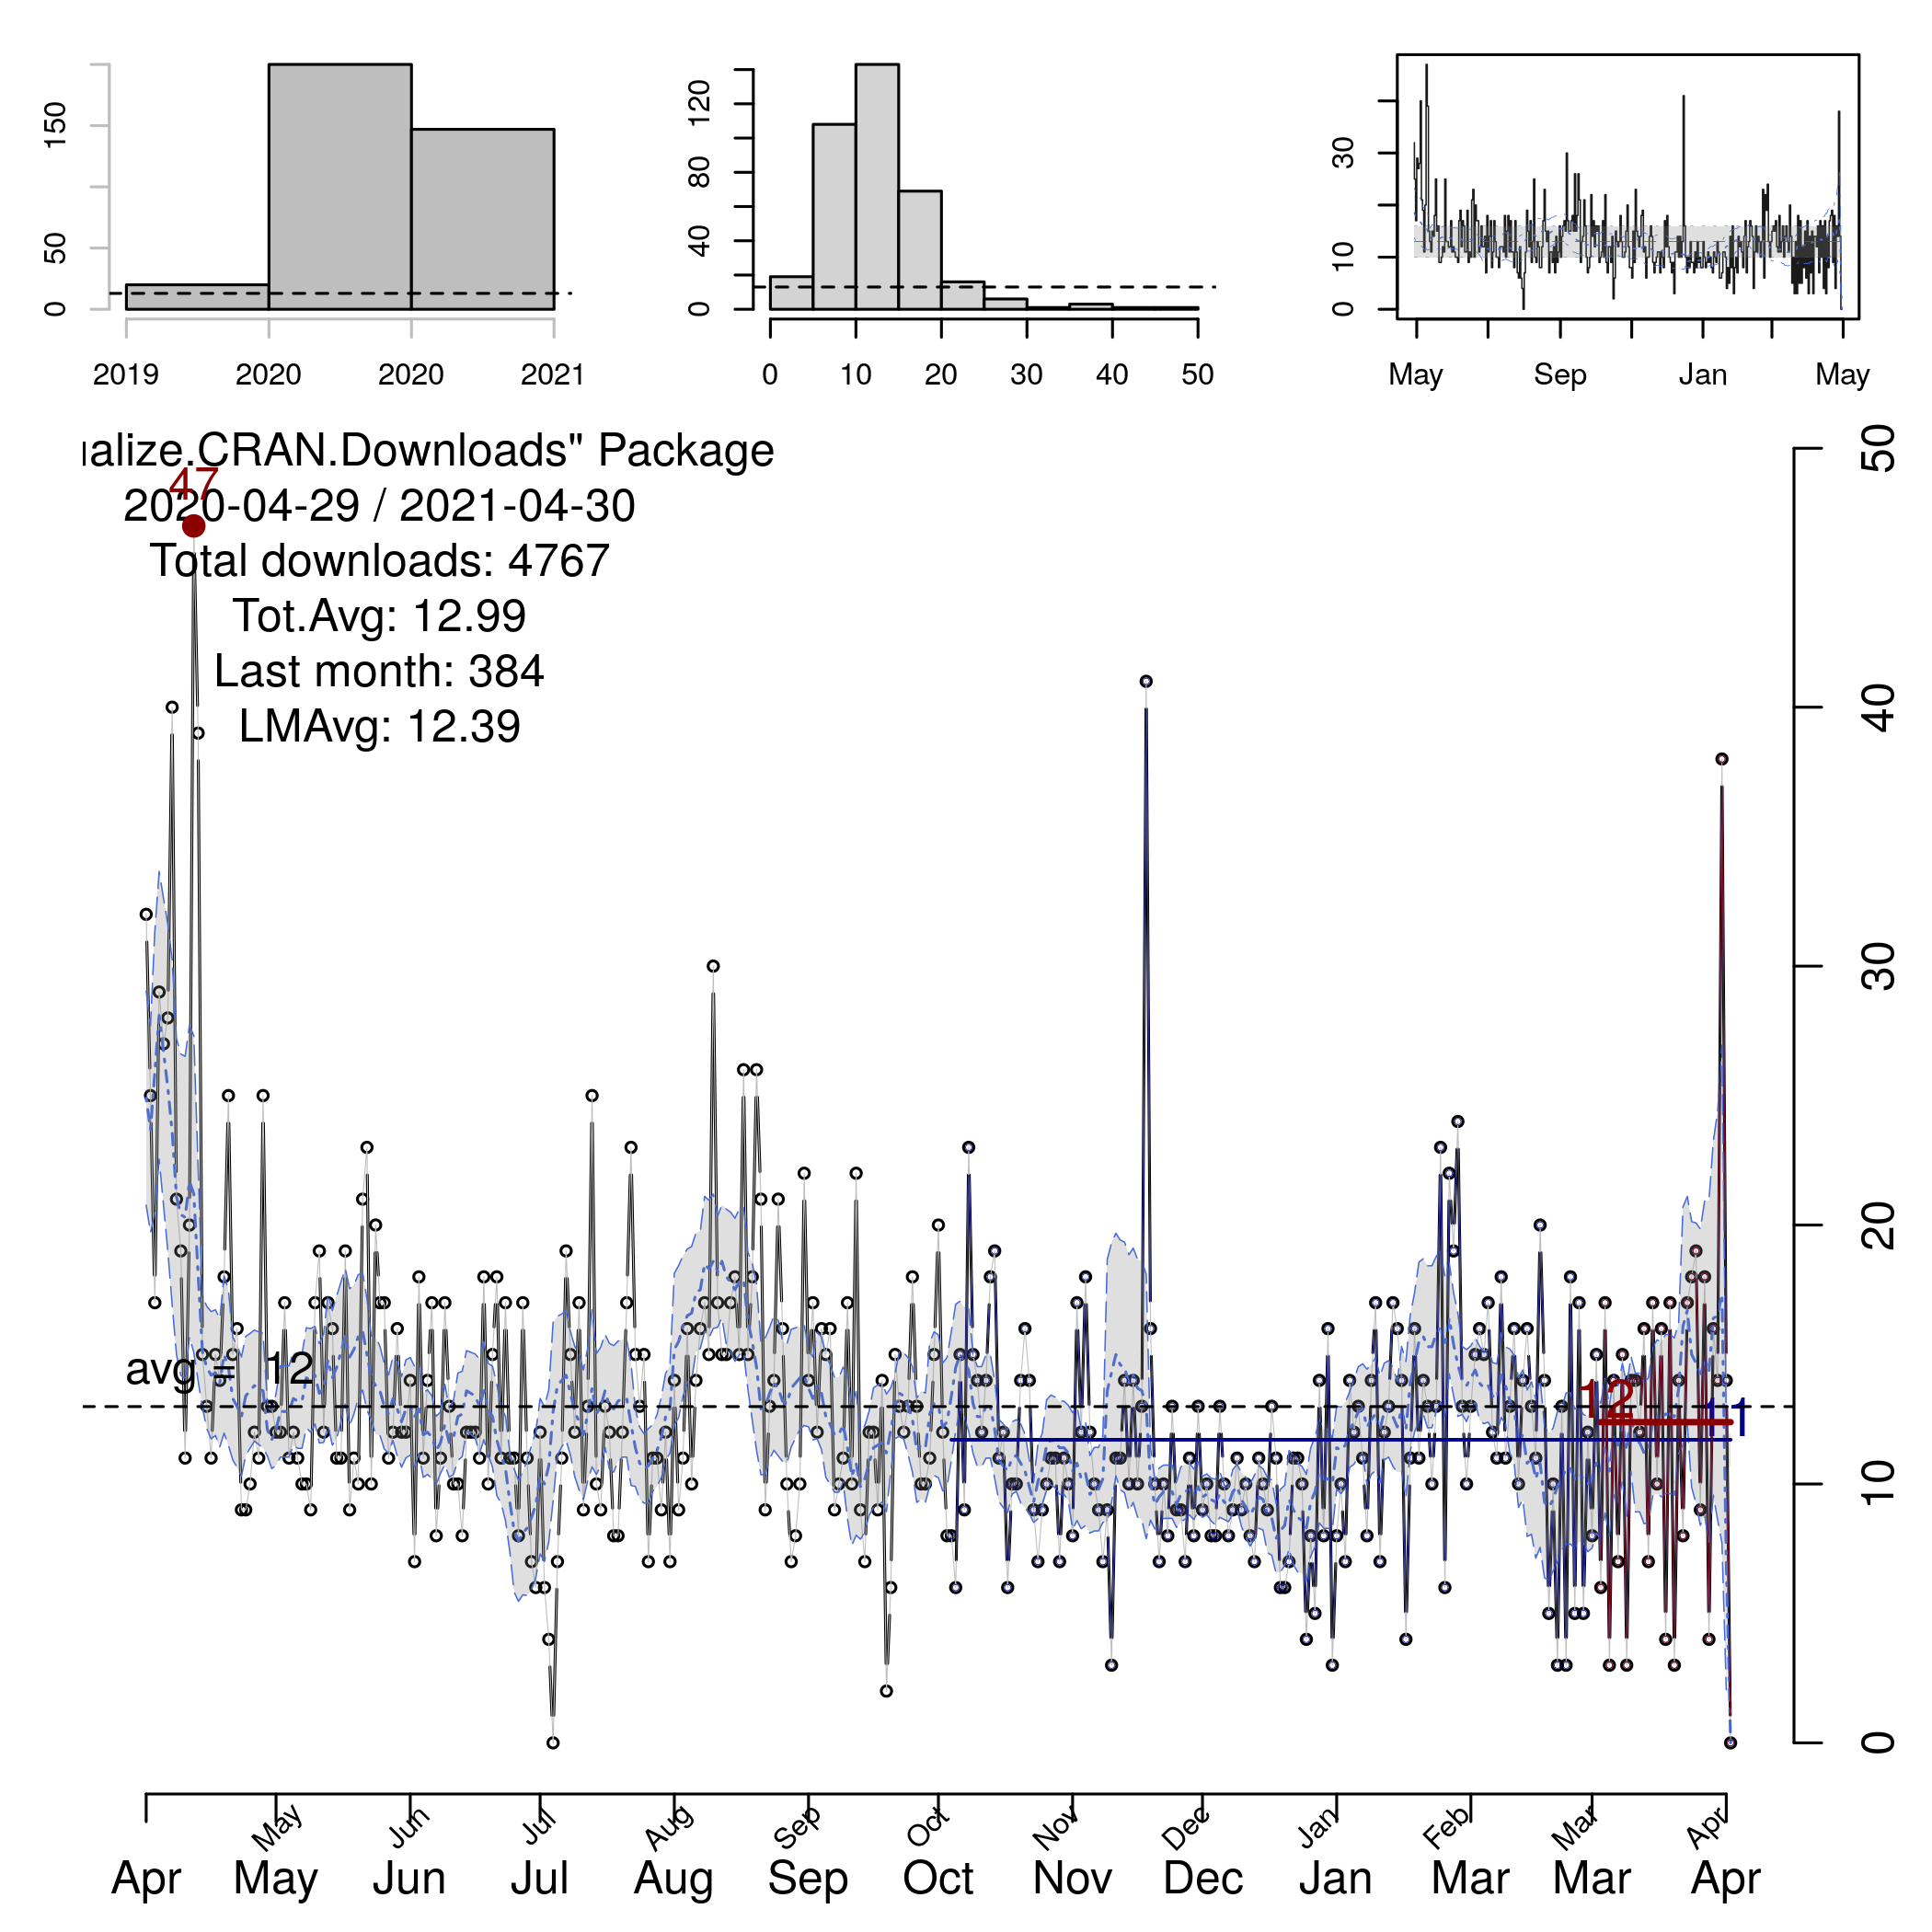 150
50
0
2019 2020 2020 2021
120
80
40
0
0 10 20 30 40 50
30
10
0
May Sep Jan May
alize.CRAN.Downloads" Package
47
2020-04-29 / 2021-04-30
Total downloads: 4767
Tot.Avg: 12.99
Last month: 384
LMAvg: 12.39
avg = 12
12
11
50
40
30
20
10
0
May Jun Jul Aug Sep Oct Nov Dec Jan Feb Mar Apr
Apr May Jun Jul Aug Sep Oct Nov Dec Jan Mar Mar Apr